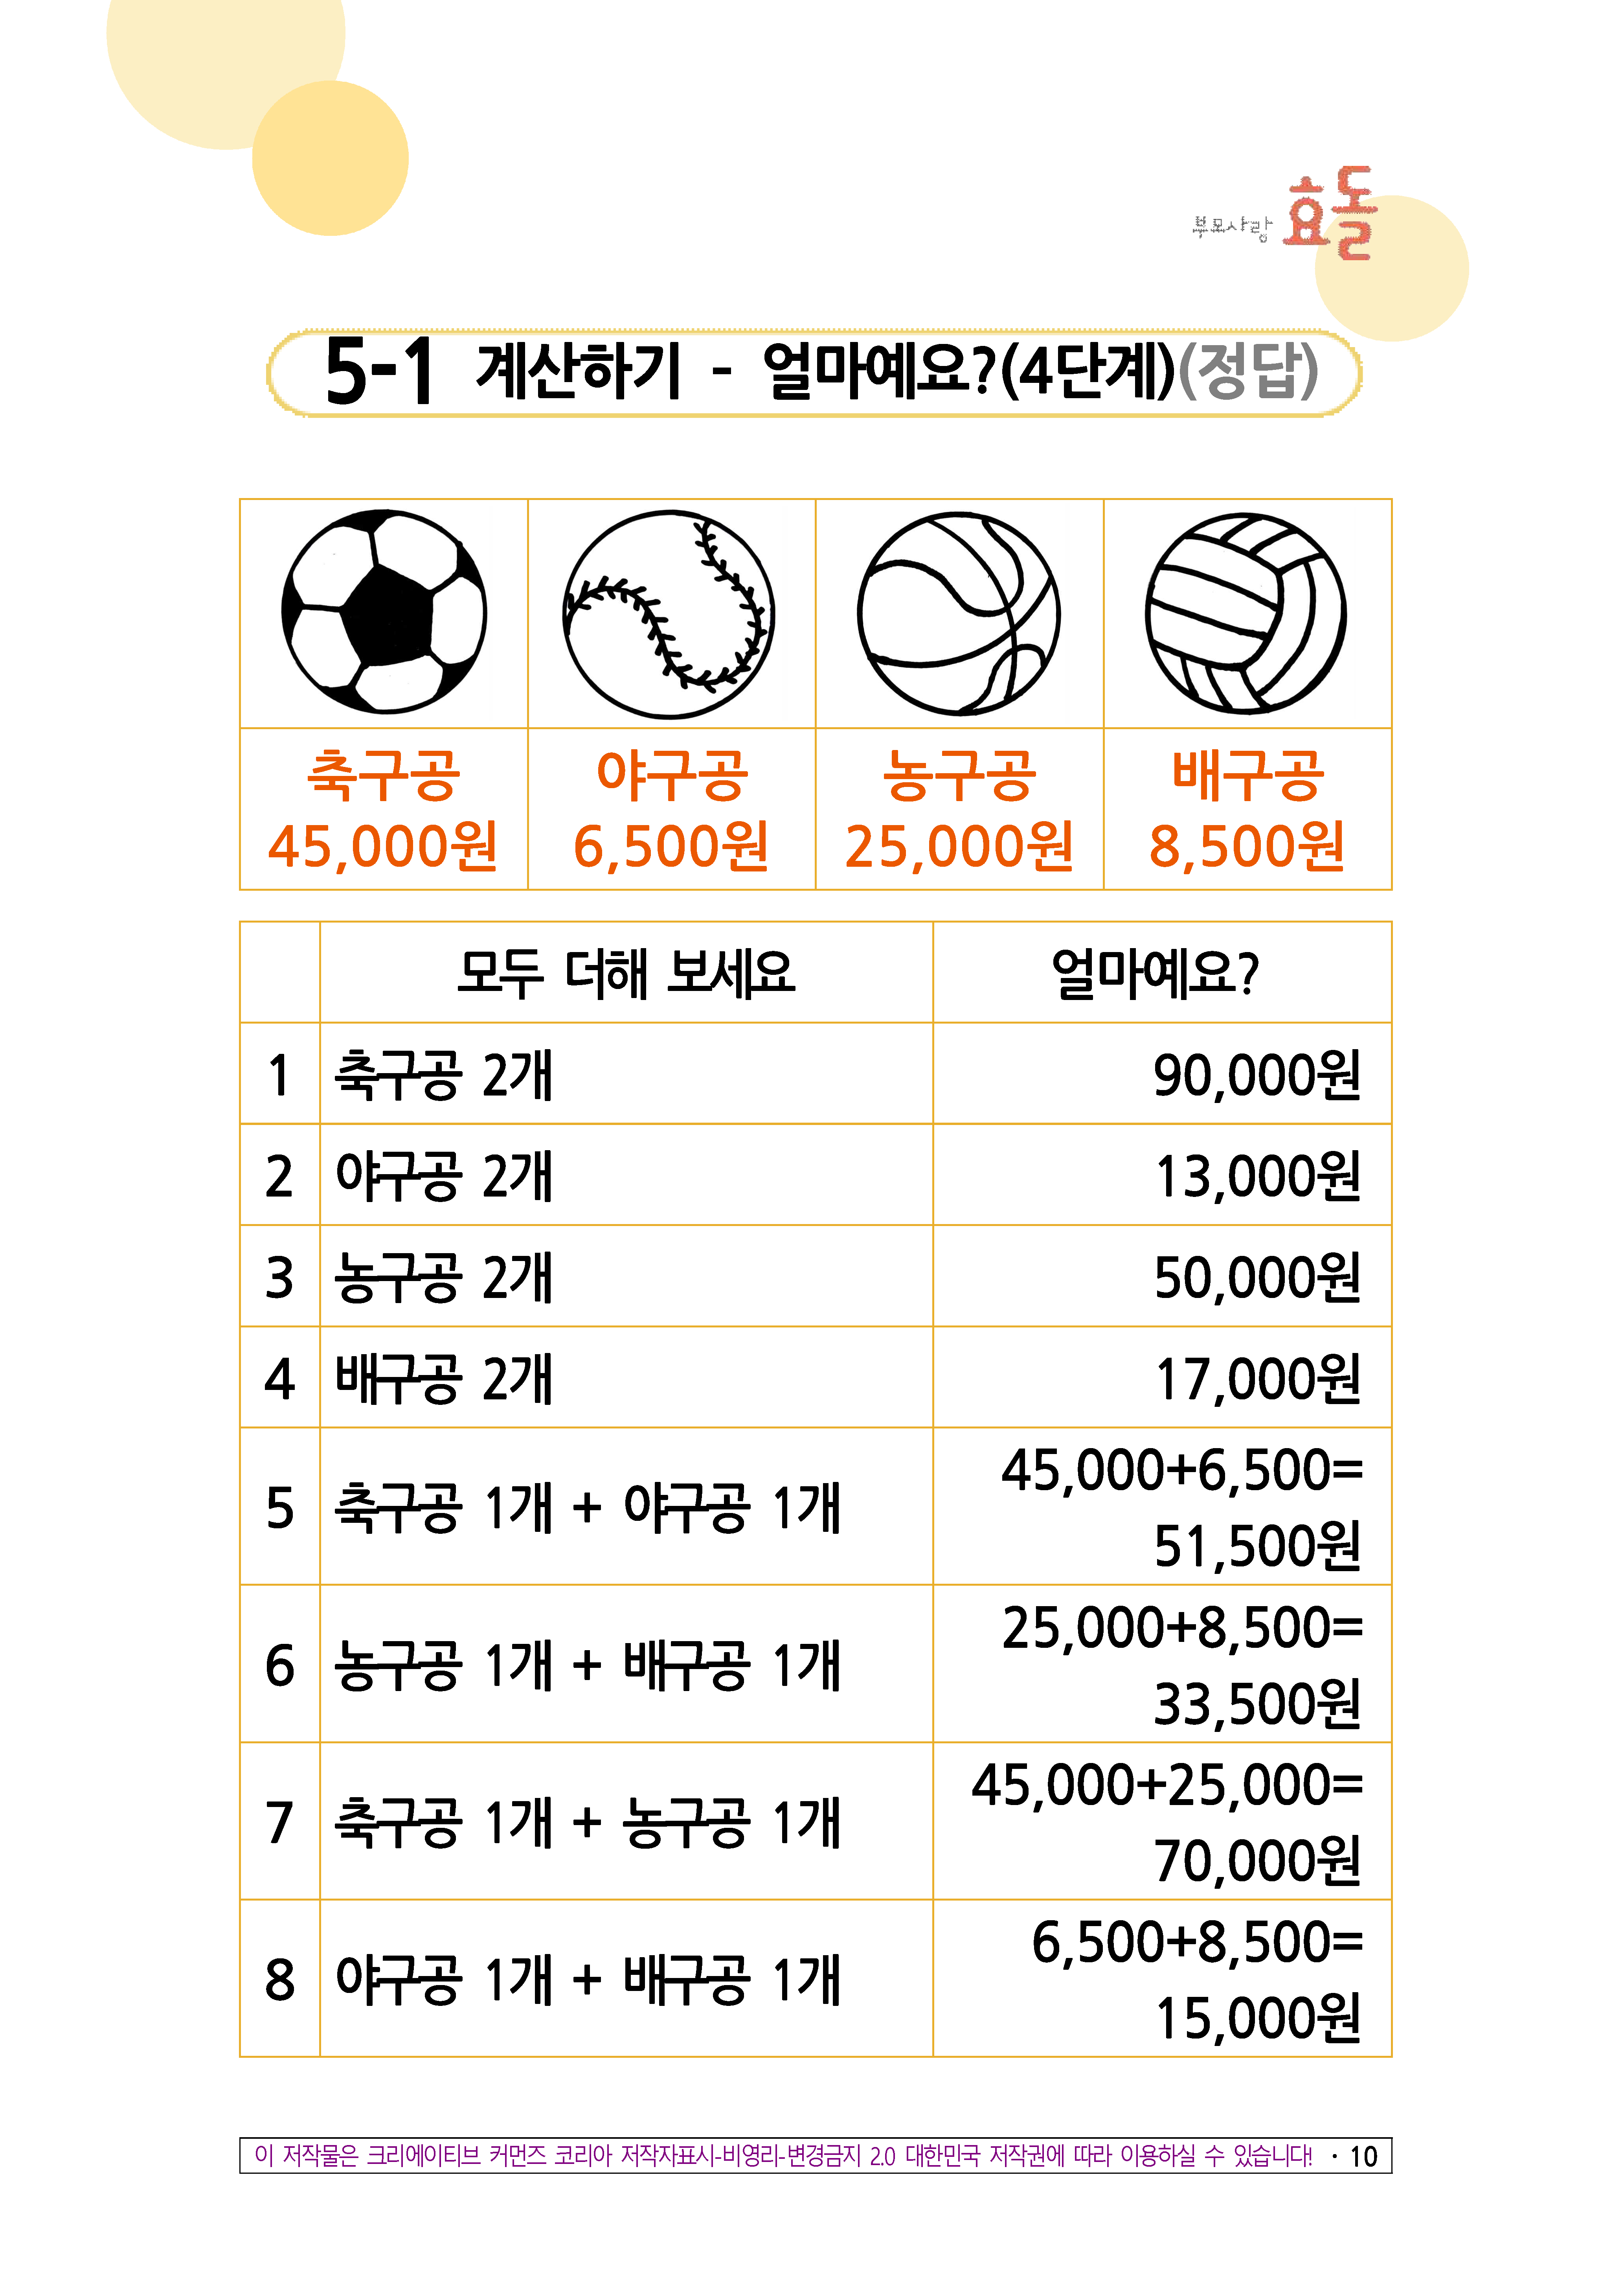 부모사랑 효돌
5-1 계산하기 - 얼마예요?(4단계)(정답)
축구공 야구공 농구공 배구공
45,000원 6,500원 25,000원 8,500원
모두 더해 보세요 얼마예요?
1 축구공 2개 90,000원
2 야구공 2개 13,000원
3 농구공 2개 50,000원
4 배구공 2개 17,000원
5 축구공 1개 + 야구공 1개 45,000+6,500=
51,500원
6 농구공 1개 + 배구공 1개 25,000+8,500=
33,500원
7 축구공 1개 + 농구공 1개 45,000+25,000=
70,000원
8 야구공 1개 + 배구공 1개 6,500+8,500=
15,000원
이 저작물은 크리에이티브 커먼즈 코리아 저작자표시-비영리-변경금지 2.0 대한민국 저작권에 따라 이용하실 수 있습니다! · 10